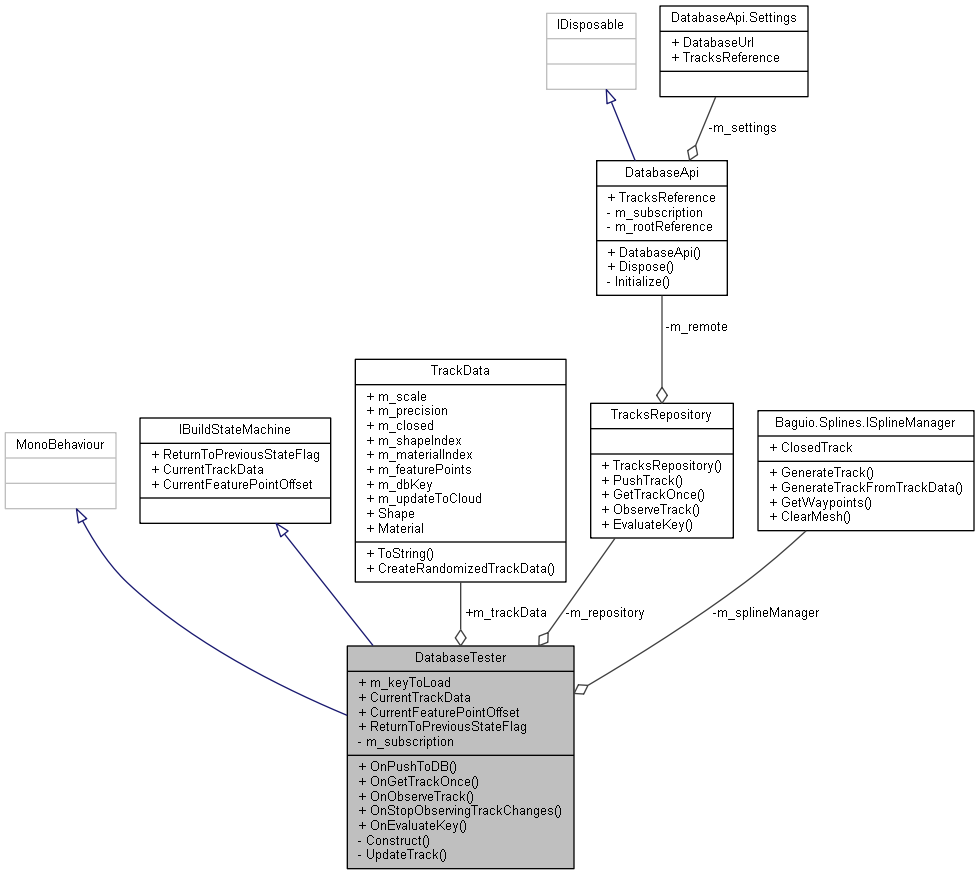 IDisposable
DatabaseApi.Settings
+ DatabaseUrl
+ TracksReference
-m_settings
DatabaseApi
+ TracksReference
- m_subscription
- m_rootReference
+ DatabaseApi()
+ Dispose()
- Initialize()
-m_remote
TrackData
+ m_scale
+ m_precision
+ m_closed
+ m_shapeIndex
+ m_materialIndex
+ m_featurePoints
+ m_dbKey
+ m_updateToCloud
+ Shape
+ Material
+ ToString()
+ CreateRandomizedTrackData()
TracksRepository
+ TracksRepository()
+ PushTrack()
+ GetTrackOnce()
+ ObserveTrack()
+ EvaluateKey()
Baguio.Splines.ISplineManager
+ ClosedTrack
+ GenerateTrack()
+ GenerateTrackFromTrackData()
+ GetWaypoints()
+ ClearMesh()
IBuildStateMachine
+ ReturnToPreviousStateFlag
+ CurrentTrackData
+ CurrentFeaturePointOffset
MonoBehaviour
+m_trackData
-m_repository
-m_splineManager
DatabaseTester
+ m_keyToLoad
+ CurrentTrackData
+ CurrentFeaturePointOffset
+ ReturnToPreviousStateFlag
- m_subscription
+ OnPushToDB()
+ OnGetTrackOnce()
+ OnObserveTrack()
+ OnStopObservingTrackChanges()
+ OnEvaluateKey()
- Construct()
- UpdateTrack()